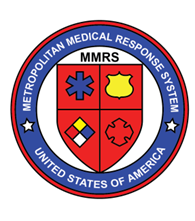 METROPOLITAN MEDICAL RESPONSE SYSTEM
MMRS
UNITED STATES OF AMERICA